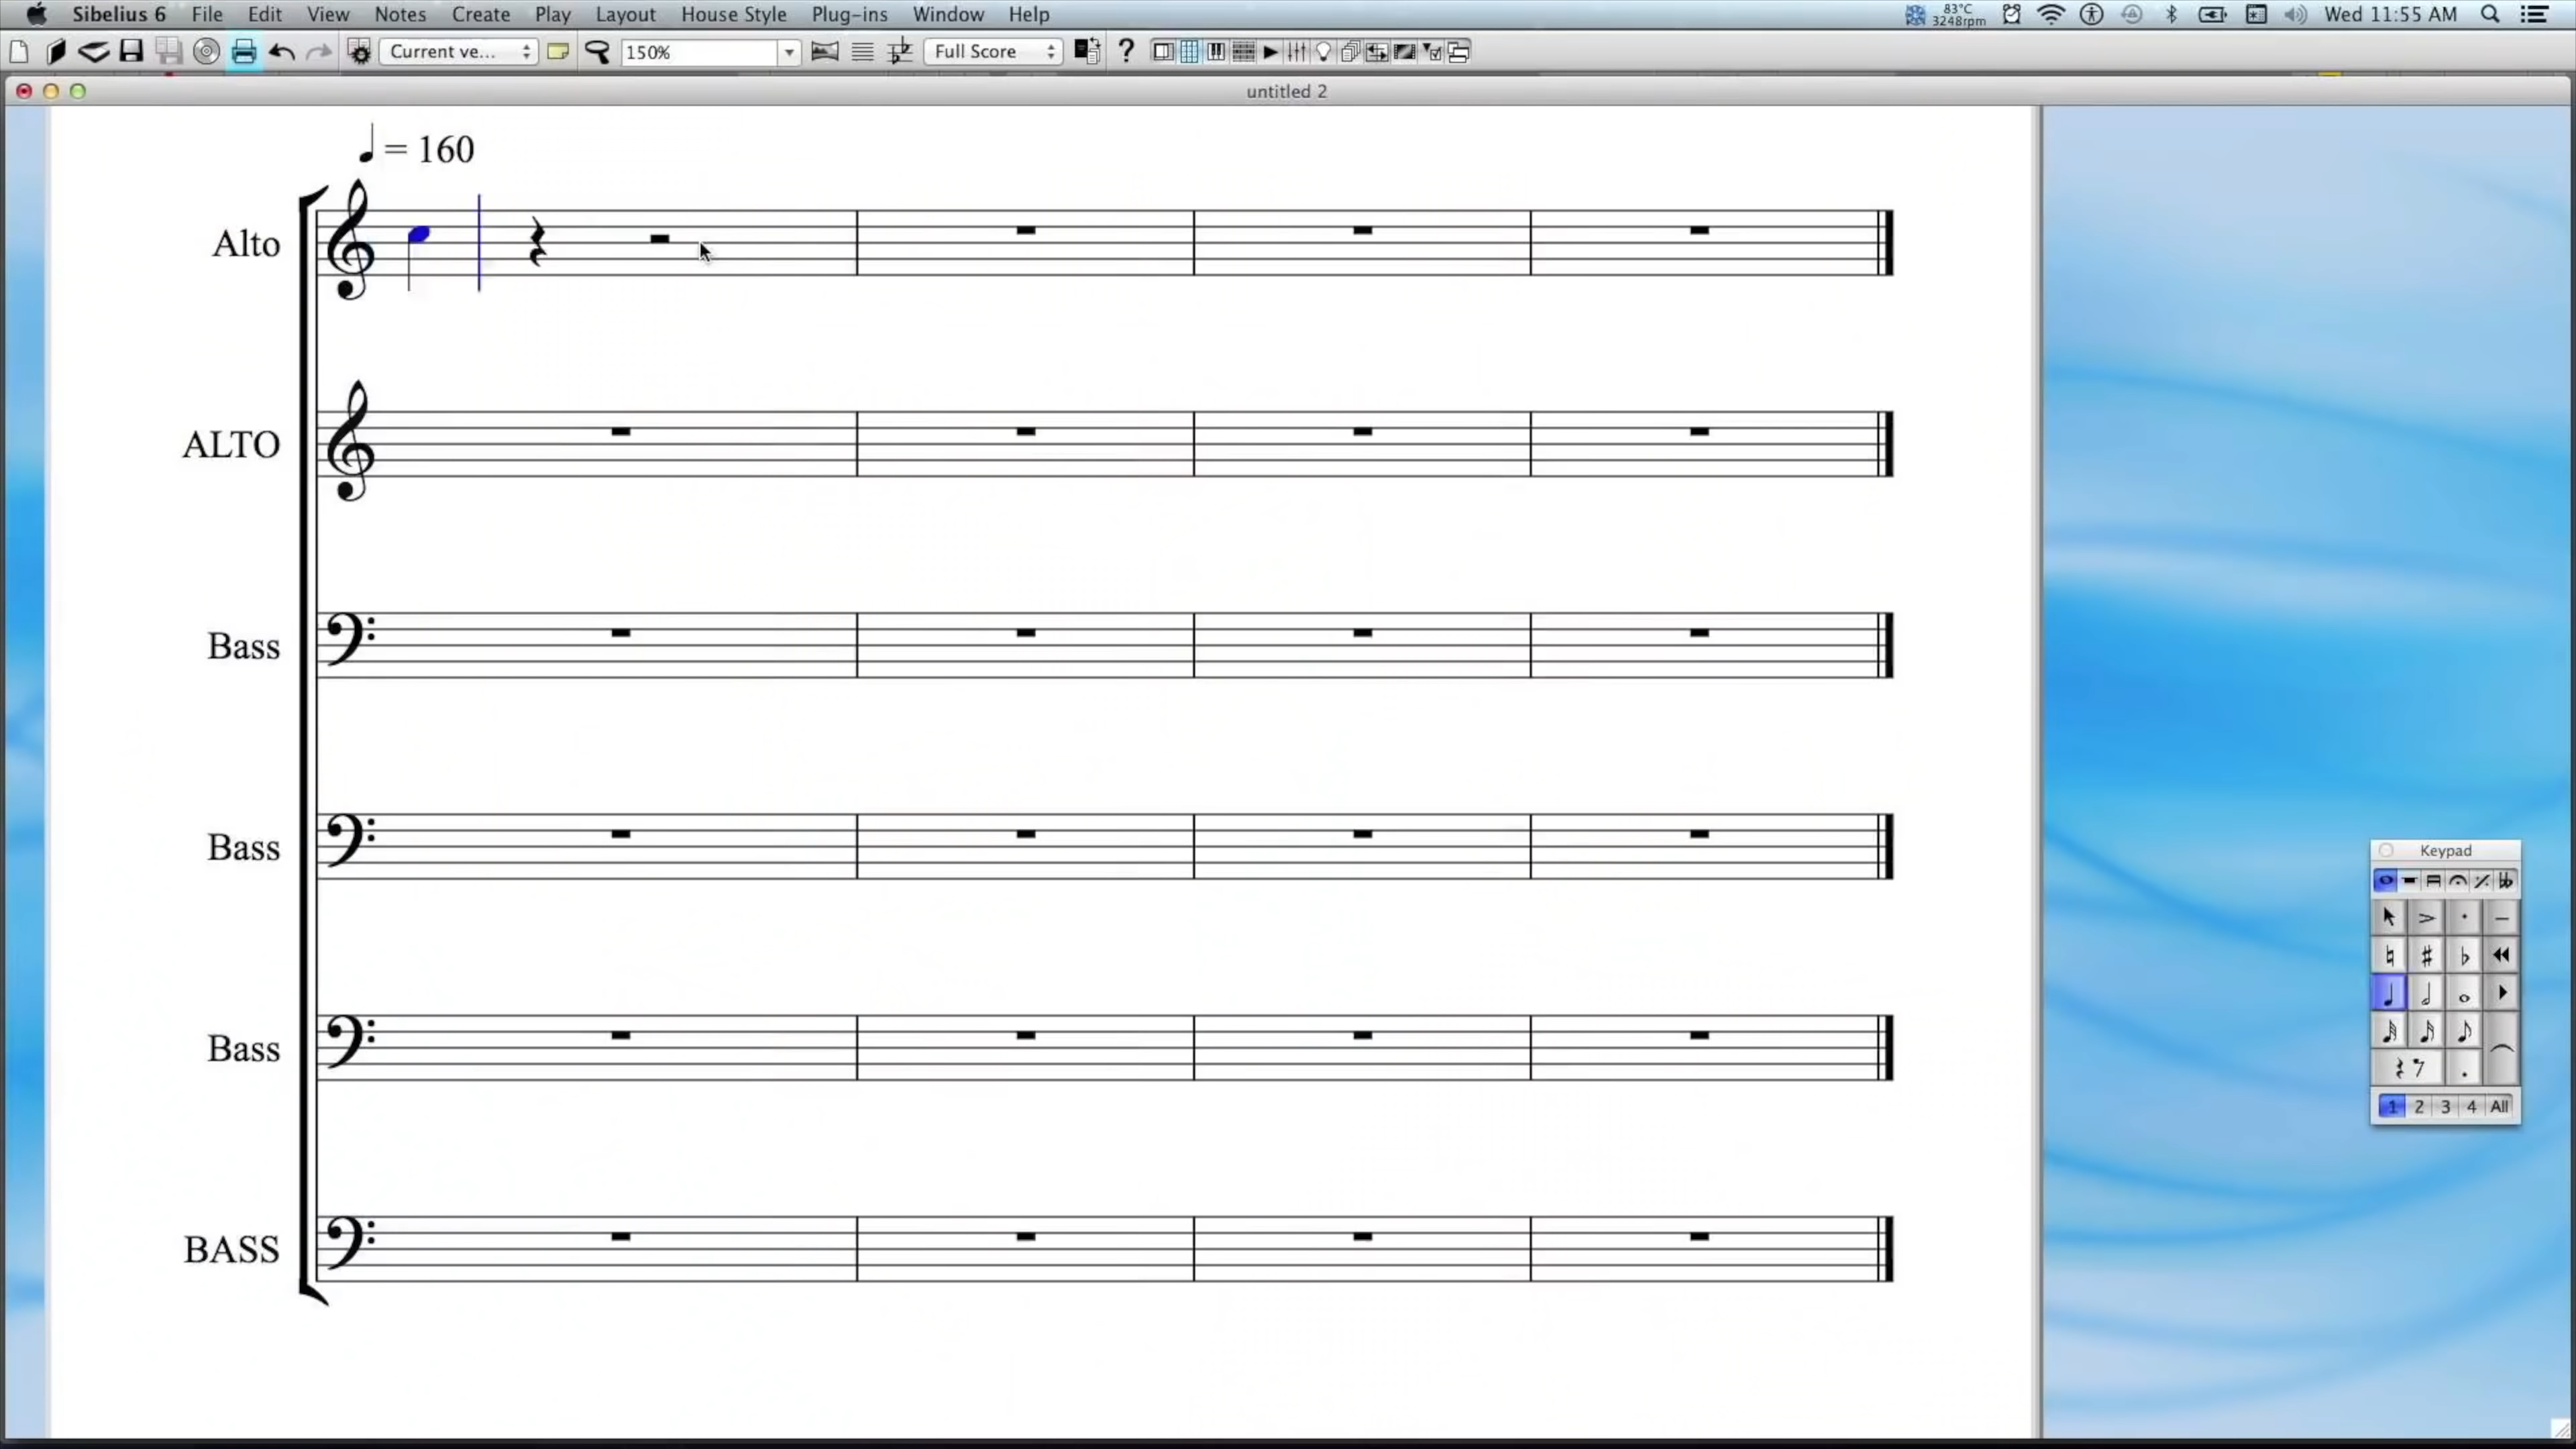 Sibelius 6 File Edit View Notes Create Play Layout House Style Plug-ins Window Help 83°C 3248rpm Wed 11:55 AM
Current ve... 150% Full Score ?
untitled 2
= 160
Alto
ALTO
Bass
Bass
Bass
BASS
Keypad
1 2 3 4 All